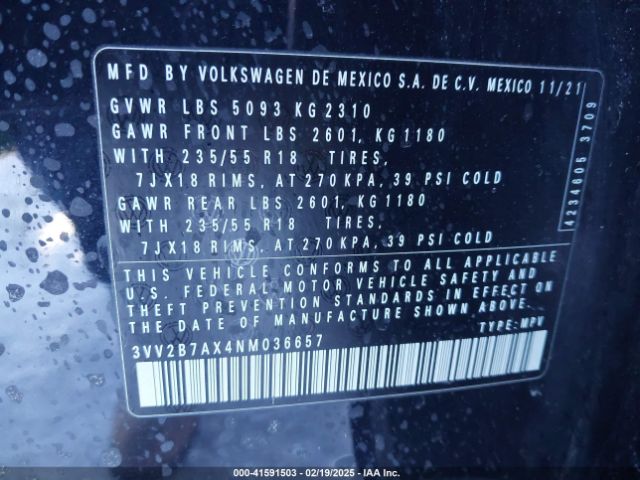 MFD BY VOLKSWAGEN DE MEXICO S.A. DE C.V. MEXICO 11/21
GVWR LBS 5093 KG 2310
GAWR FRONT LBS 2601, KG 1180
WITH 235/55 R18 TIRES,
7JX18 RIMS, AT 270 KPA, 39 PSI COLD
GAWR REAR LBS 2601, KG 1180
WITH 235/55 R18 TIRES,
7JX18 RIMS, AT 270 KPA, 39 PSI COLD
4234605 3709
THIS VEHICLE CONFORMS TO ALL APPLICABLE
U.S. FEDERAL MOTOR VEHICLE SAFETY AND
THEFT PREVENTION STANDARDS IN EFFECT ON
THE DATE OF MANUFACTURE SHOWN ABOVE.
3VV2B7AX4NM036657 TYPE: MPV
000-41591503 - 02/19/2025 - IAA Inc.